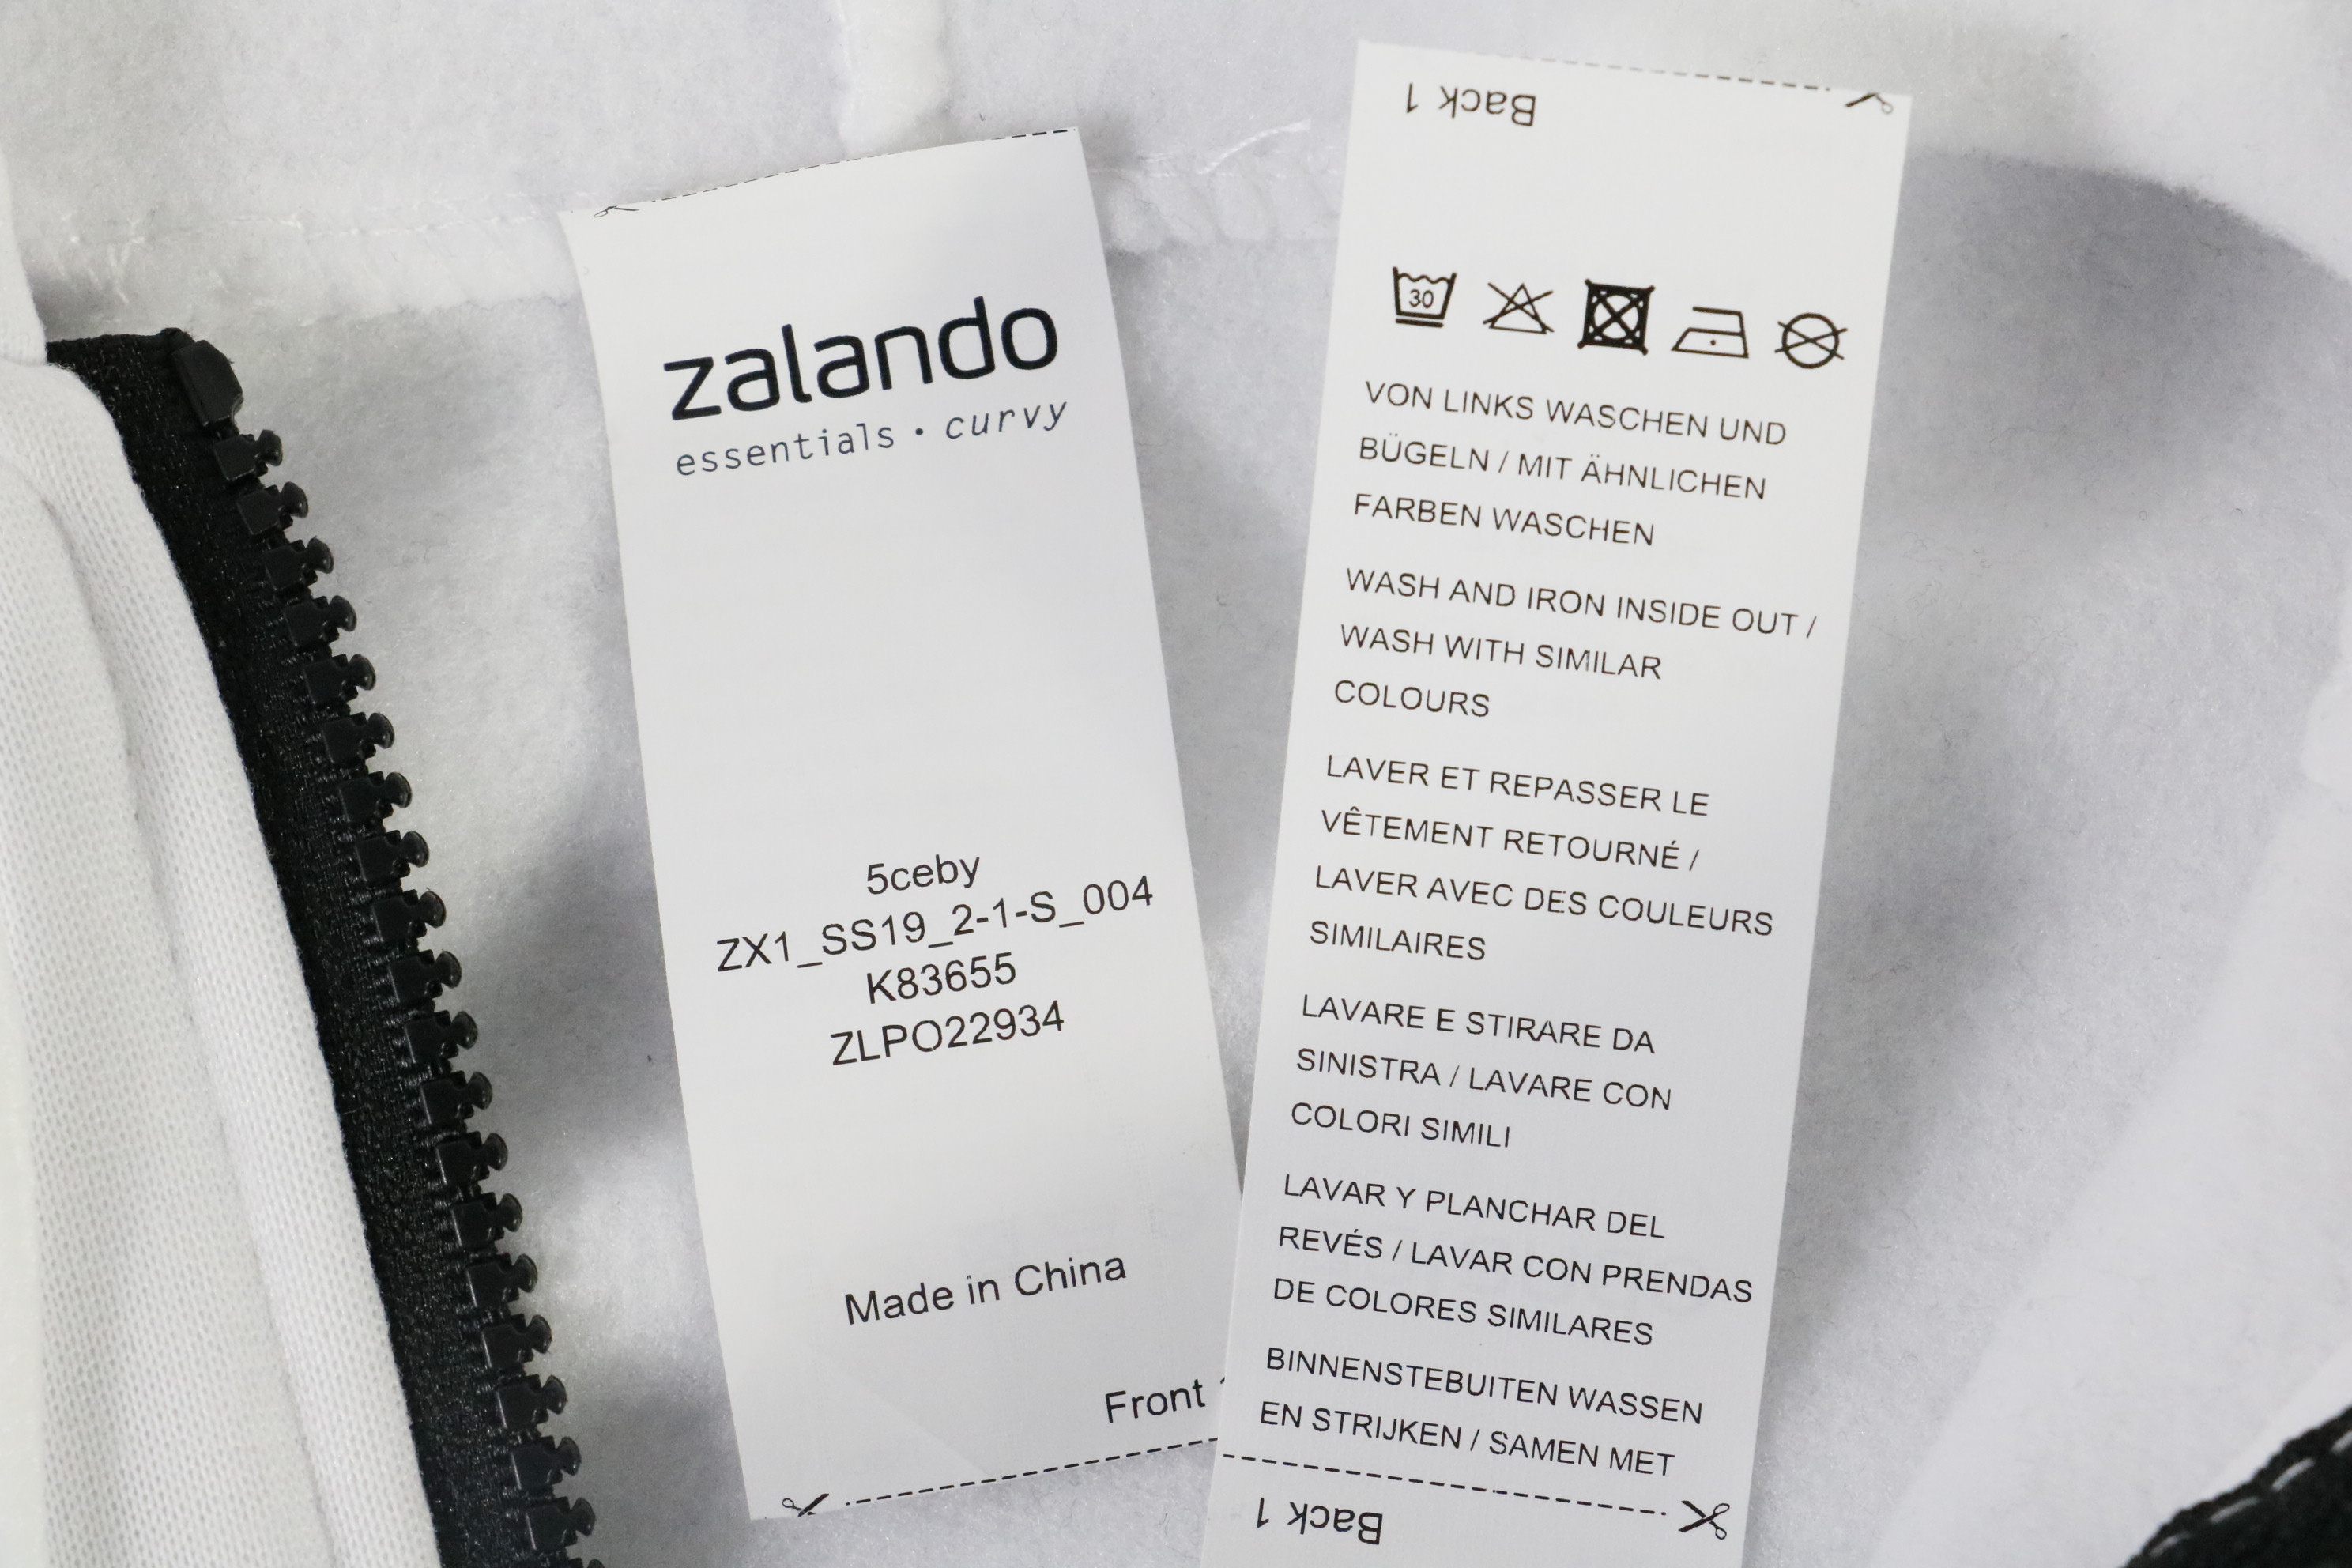 zalando
essentials · curvy
5ceby
ZX1_SS19_2-1-S_004
K83655
ZLPO22934
Made in China
Front
Back 1
30
VON LINKS WASCHEN UND
BÜGELN / MIT ÄHNLICHEN
FARBEN WASCHEN
WASH AND IRON INSIDE OUT /
WASH WITH SIMILAR
COLOURS
LAVER ET REPASSER LE
VÊTEMENT RETOURNÉ /
LAVER AVEC DES COULEURS
SIMILAIRES
LAVARE E STIRARE DA
SINISTRA / LAVARE CON
COLORI SIMILI
LAVAR Y PLANCHAR DEL
REVÉS / LAVAR CON PRENDAS
DE COLORES SIMILARES
BINNENSTEBUITEN WASSEN
EN STRIJKEN / SAMEN MET
Back 1